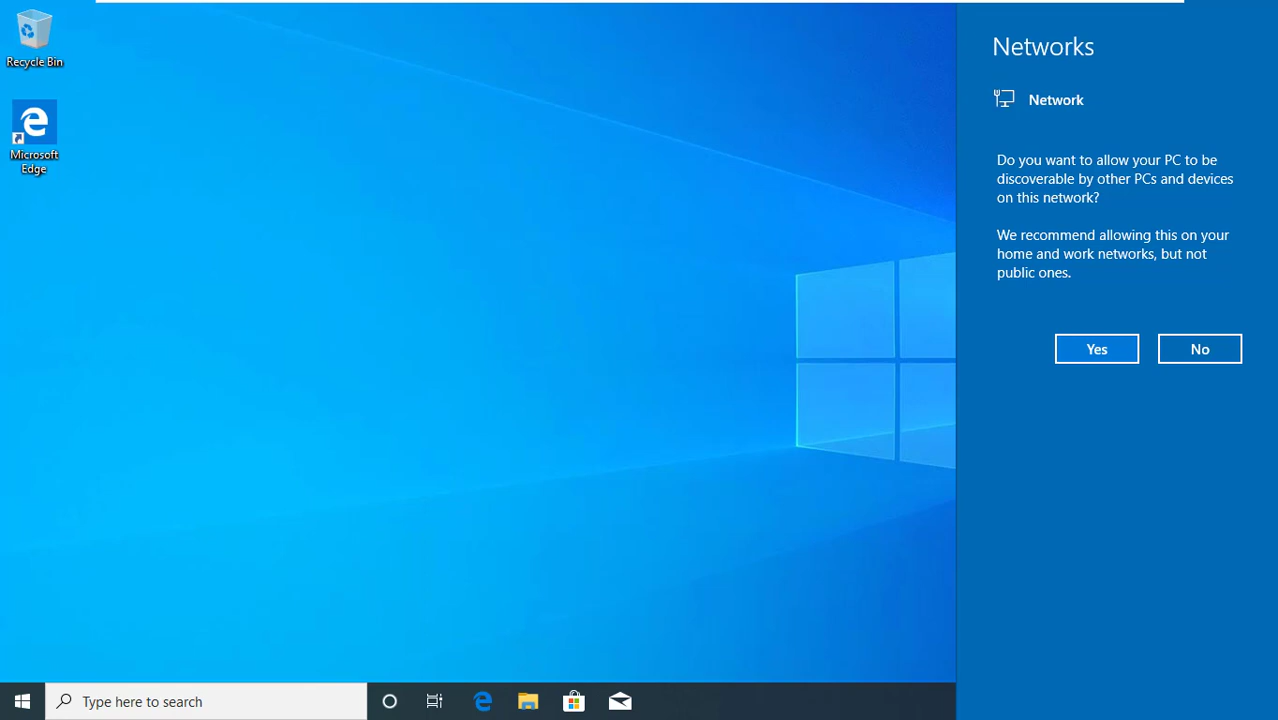 Recycle Bin
Microsoft
Edge
Networks
Network
Do you want to allow your PC to be
discoverable by other PCs and devices
on this network?
We recommend allowing this on your
home and work networks, but not
public ones.
Yes
No
Type here to search